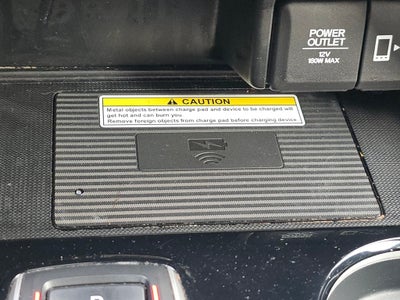 POWER
OUTLET
12V
180W MAX
CAUTION
Metal objects between charge pad and device to be charged will
get hot and can burn you.
Remove foreign objects from charge pad before charging device